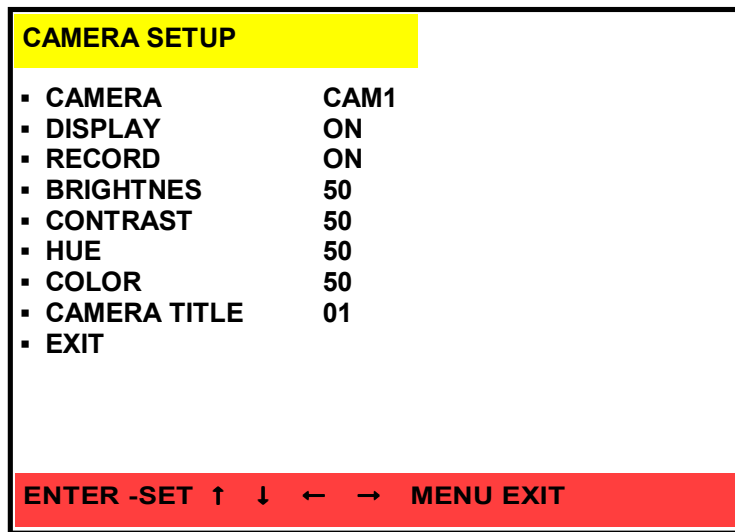 CAMERA SETUP
▪ CAMERA CAM1
▪ DISPLAY ON
▪ RECORD ON
▪ BRIGHTNES 50
▪ CONTRAST 50
▪ HUE 50
▪ COLOR 50
▪ CAMERA TITLE 01
▪ EXIT
ENTER -SET ↑ ↓ ← → MENU EXIT